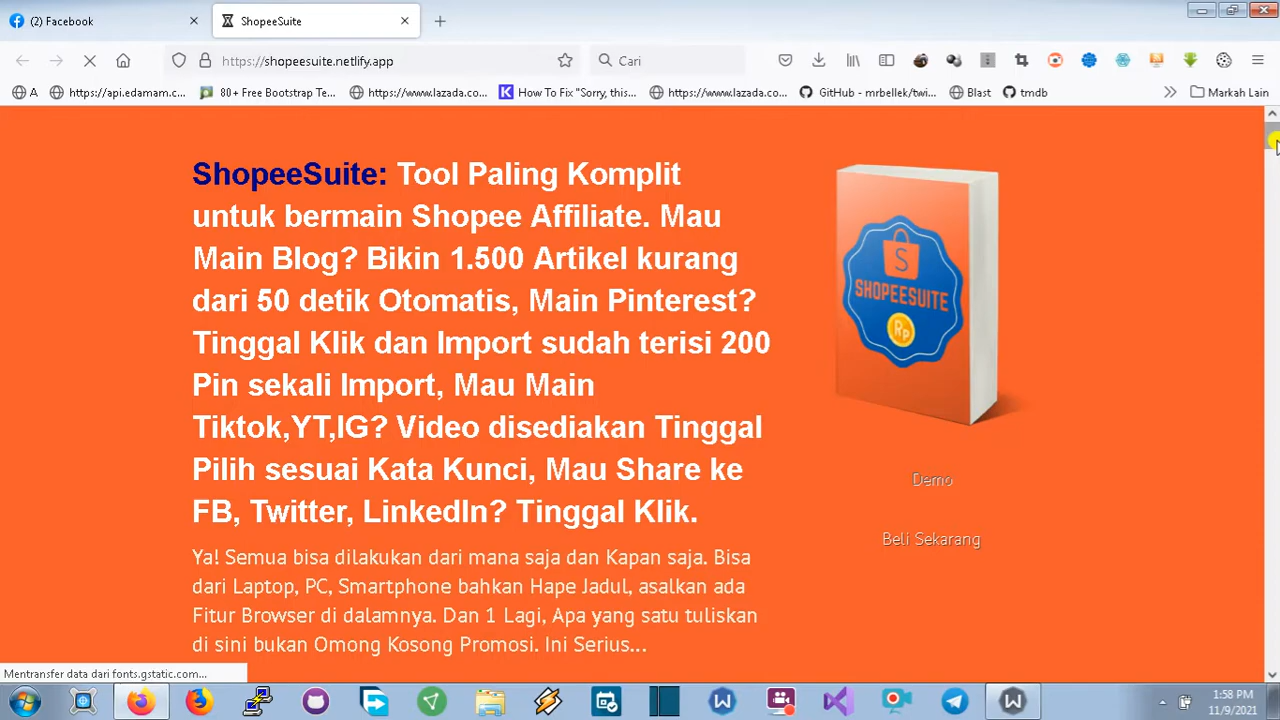 (2) Facebook
ShopeeSuite
https://shopeesuite.netlify.app
Cari
A
https://api.edamam.c...
80+ Free Bootstrap Te...
https://www.lazada.co...
How To Fix "Sorry, this...
https://www.lazada.co...
GitHub - mrbellek/twi...
Blast
tmdb
Markah Lain
ShopeeSuite: Tool Paling Komplit
untuk bermain Shopee Affiliate. Mau
Main Blog? Bikin 1.500 Artikel kurang
dari 50 detik Otomatis, Main Pinterest?
Tinggal Klik dan Import sudah terisi 200
Pin sekali Import, Mau Main
Tiktok,YT,IG? Video disediakan Tinggal
Pilih sesuai Kata Kunci, Mau Share ke
FB, Twitter, LinkedIn? Tinggal Klik.
Ya! Semua bisa dilakukan dari mana saja dan Kapan saja. Bisa
dari Laptop, PC, Smartphone bahkan Hape Jadul, asalkan ada
Fitur Browser di dalamnya. Dan 1 Lagi, Apa yang satu tuliskan
di sini bukan Omong Kosong Promosi. Ini Serius...
S
SHOPEESUITE
Rp
Demo
Beli Sekarang
Mentransfer data dari fonts.gstatic.com...
1:58 PM
11/9/2021